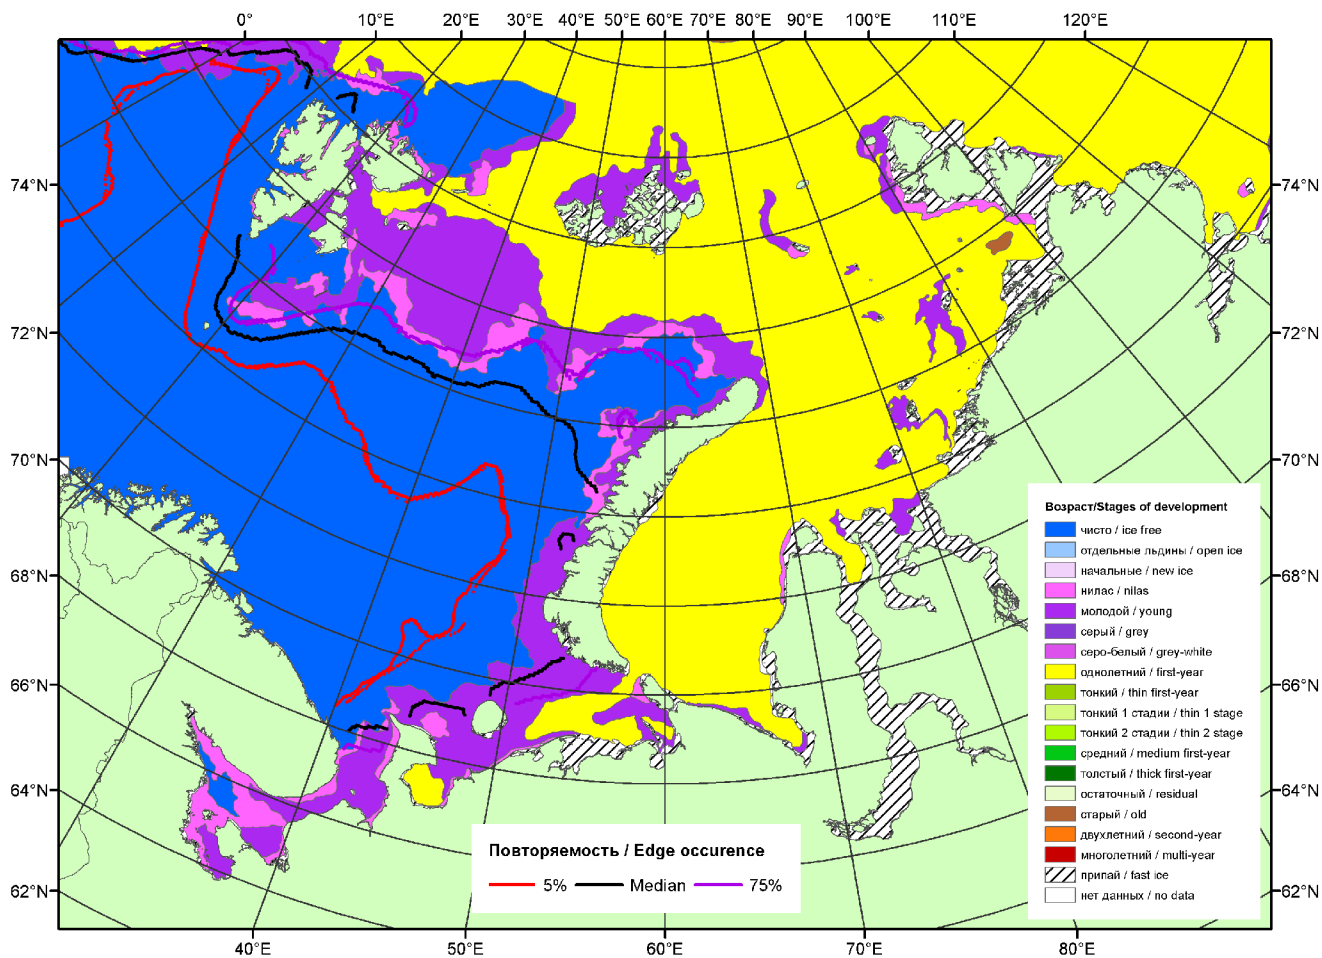 0° 10°E 20°E 30°E 40°E 50°E 60°E 70°E 80°E 90°E 100°E 110°E 120°E
74°N 74°N
72°N 72°N
70°N 70°N
68°N 68°N
66°N 66°N
64°N 64°N
62°N 62°N
Возраст/Stages of development
чисто / ice free
отдельные льдины / open ice
начальные / new ice
нилас / nilas
молодой / young
серый / grey
серо-белый / grey-white
однолетний / first-year
тонкий / thin first-year
тонкий 1 стадии / thin 1 stage
тонкий 2 стадии / thin 2 stage
средний / medium first-year
толстый / thick first-year
остаточный / residual
старый / old
двухлетний / second-year
многолетний / multi-year
припай / fast ice
нет данных / no data
Повторяемость / Edge occurence
5% Median 75%
40°E 50°E 60°E 70°E 80°E